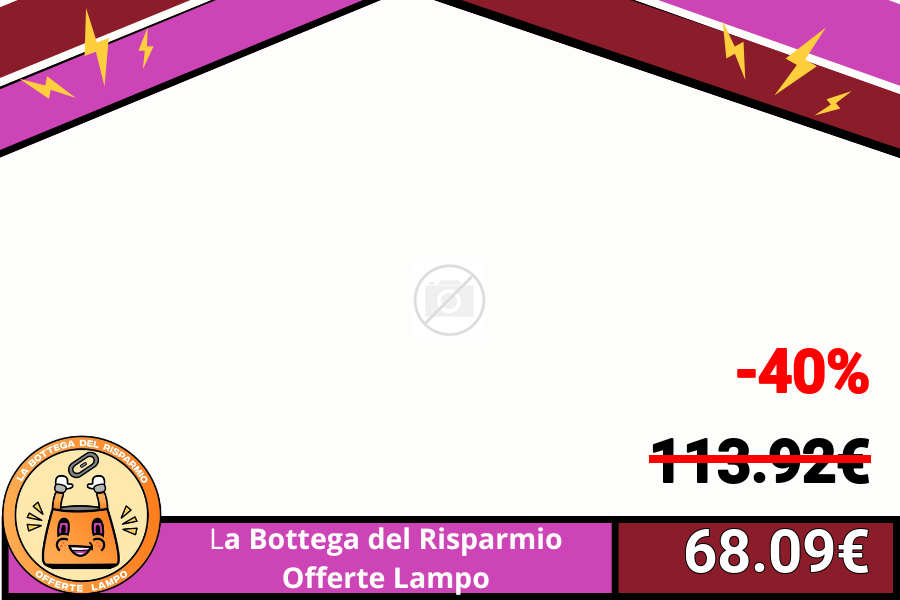 -40%
113.92€
LA BOTTEGA DEL RISPARMIO
OFFERTE LAMPO
La Bottega del Risparmio
Offerte Lampo
68.09€